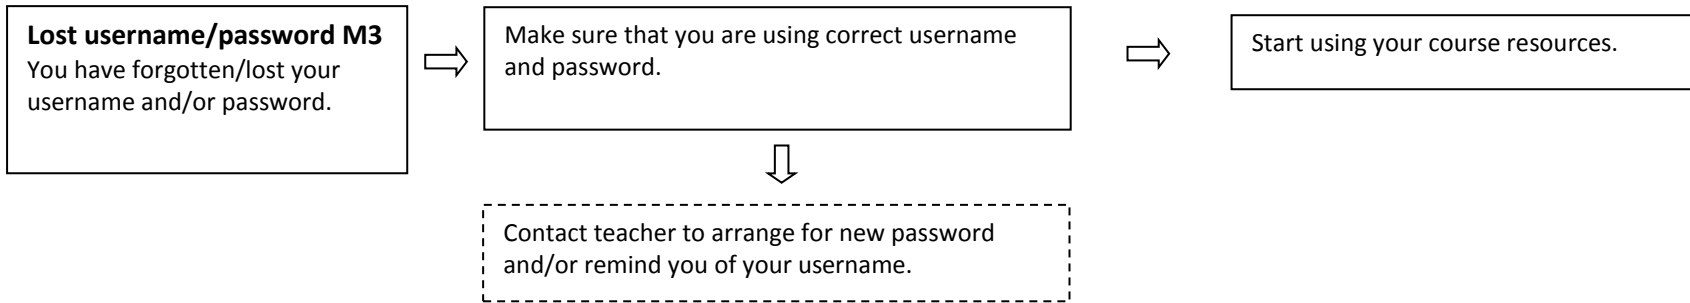 Lost username/password M3
You have forgotten/lost your
username and/or password.
Make sure that you are using correct username
and password.
Start using your course resources.
Contact teacher to arrange for new password
and/or remind you of your username.